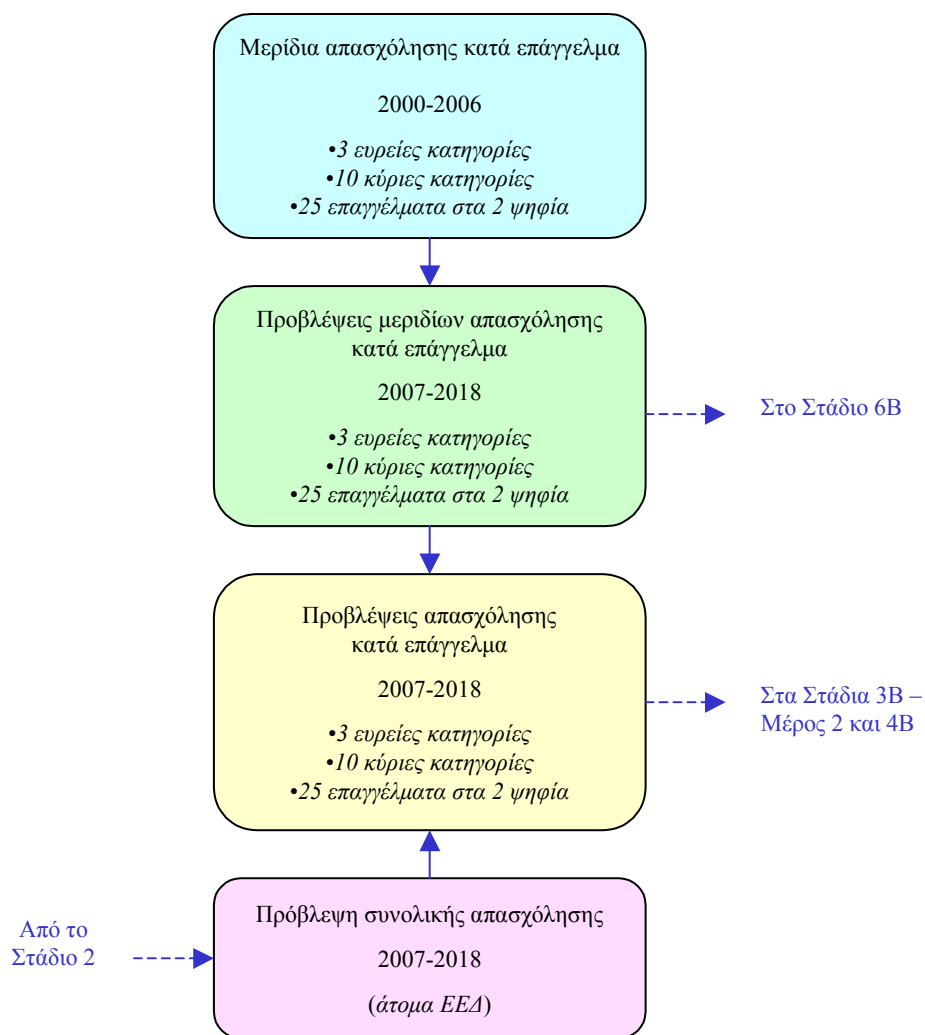 Μερίδια απασχόλησης κατά επάγγελμα
2000-2006
•3 ευρείες κατηγορίες
•10 κύριες κατηγορίες
•25 επαγγέλματα στα 2 ψηφία
Προβλέψεις μεριδίων απασχόλησης
κατά επάγγελμα
2007-2018
•3 ευρείες κατηγορίες
•10 κύριες κατηγορίες
•25 επαγγέλματα στα 2 ψηφία
Στο Στάδιο 6Β
Προβλέψεις απασχόλησης
κατά επάγγελμα
2007-2018
•3 ευρείες κατηγορίες
•10 κύριες κατηγορίες
•25 επαγγέλματα στα 2 ψηφία
Στα Στάδια 3Β –
Μέρος 2 και 4Β
Από το
Στάδιο 2
Πρόβλεψη συνολικής απασχόλησης
2007-2018
(άτομα ΕΕΔ)